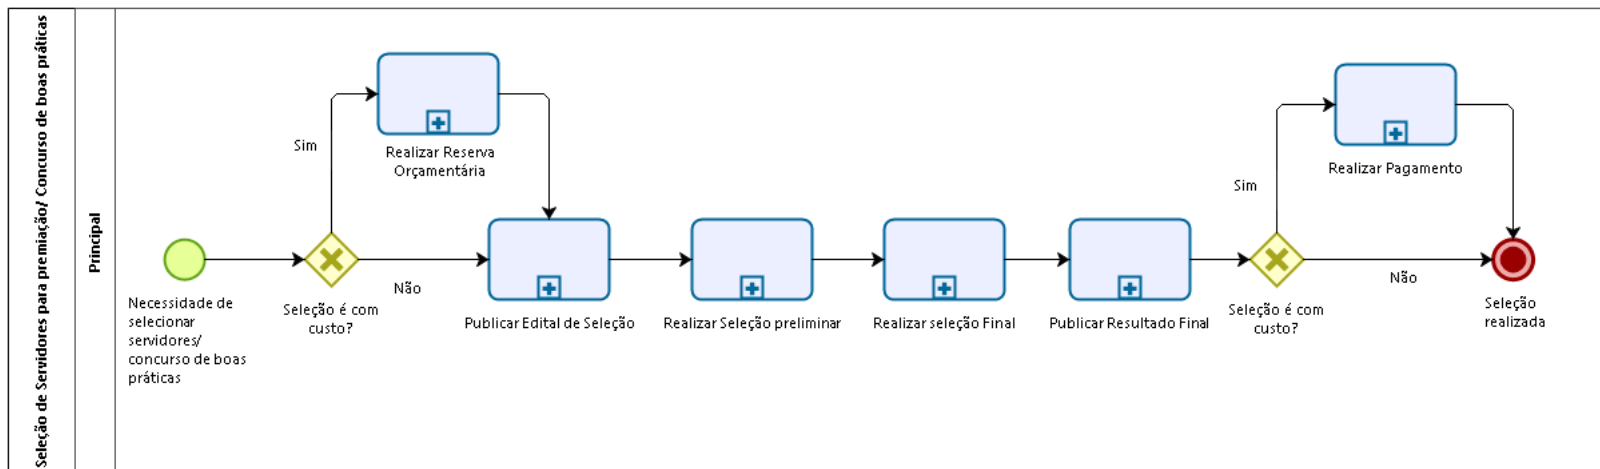 Seleção de Servidores para premiação/ Concurso de boas práticas
Principal
Necessidade de
selecionar
servidores/
concurso de boas
práticas
Seleção é com
custo?
Sim
Não
Realizar Reserva
Orçamentária
Publicar Edital de Seleção
Realizar Seleção preliminar
Realizar seleção Final
Publicar Resultado Final
Seleção é com
custo?
Sim
Não
Realizar Pagamento
Seleção
realizada